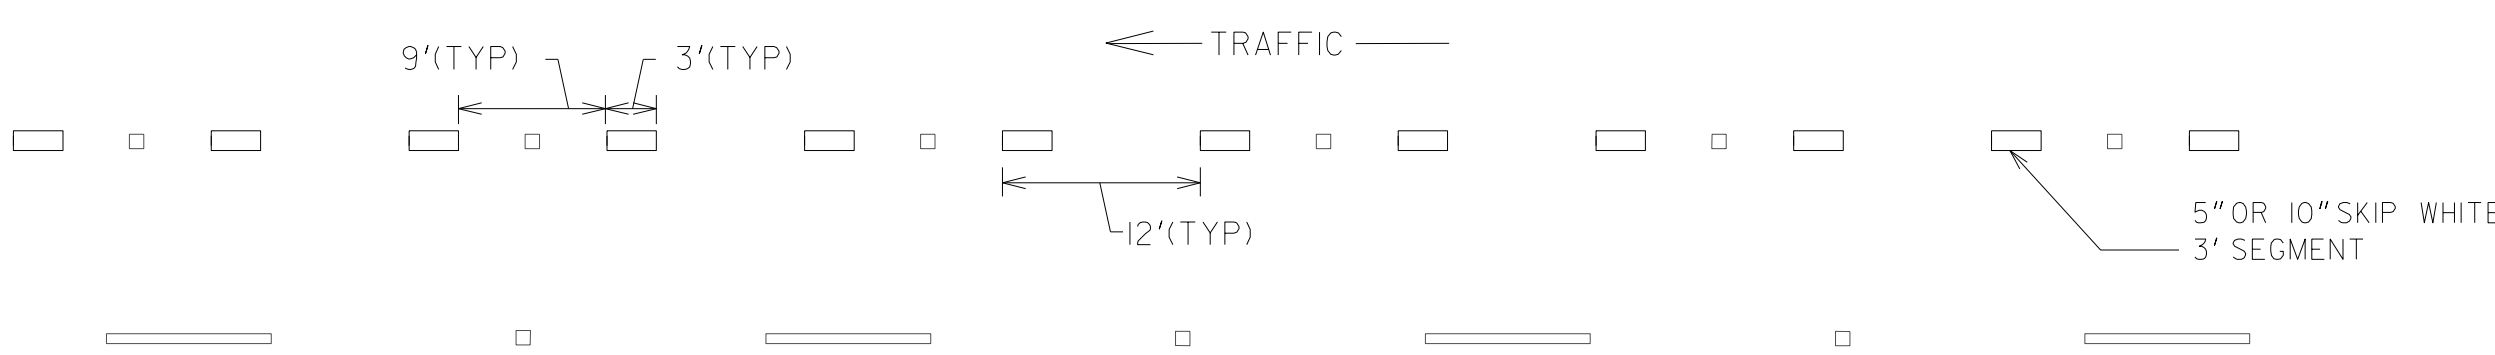 TRAFFIC
9'(TYP)
3'(TYP)
12'(TYP)
5" OR 10" SKIP WHITE
3' SEGMENT